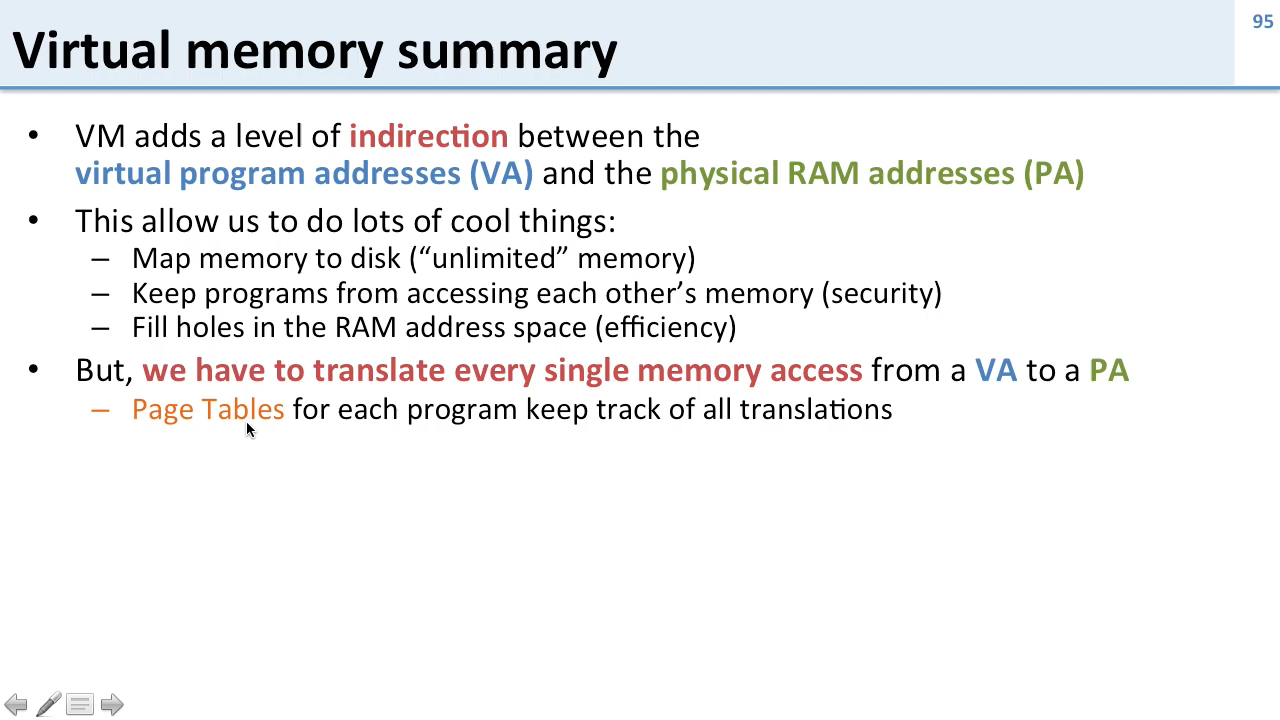 95
Virtual memory summary
• VM adds a level of indirection between the
virtual program addresses (VA) and the physical RAM addresses (PA)
• This allow us to do lots of cool things:
– Map memory to disk (“unlimited” memory)
– Keep programs from accessing each other’s memory (security)
– Fill holes in the RAM address space (efficiency)
• But, we have to translate every single memory access from a VA to a PA
– Page Tables for each program keep track of all translations